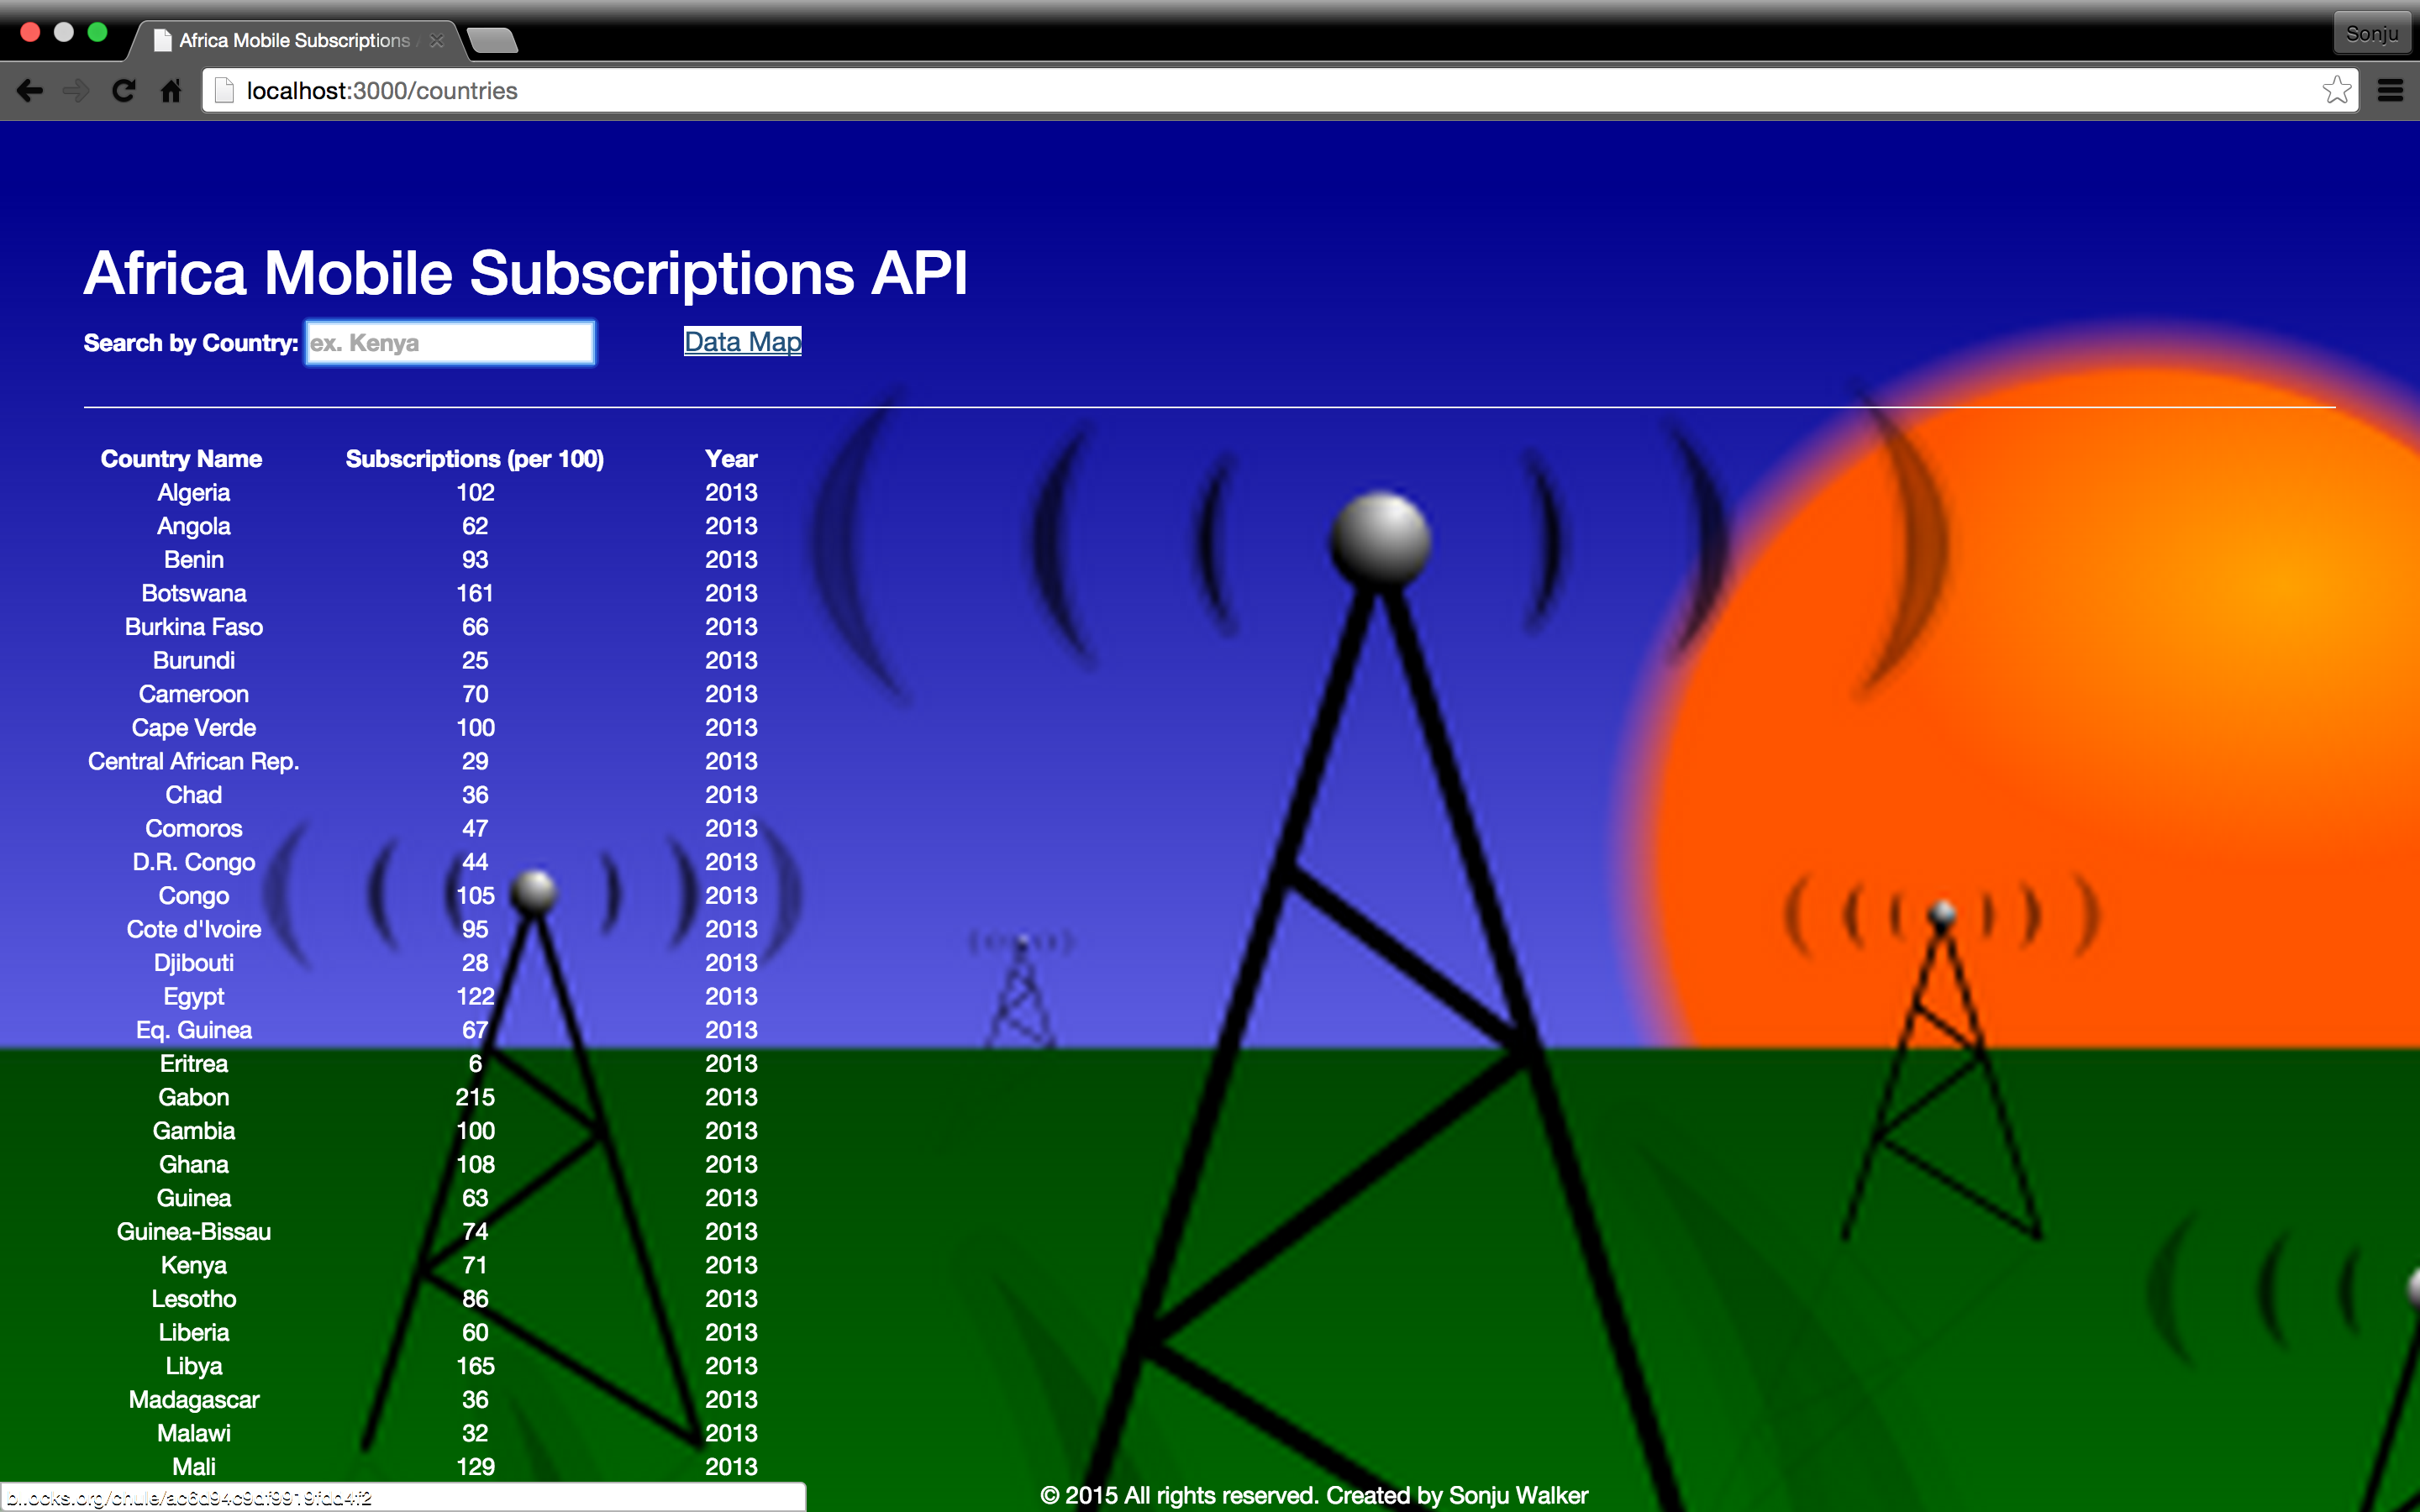 Africa Mobile Subscriptions
Sonju
localhost:3000/countries
Africa Mobile Subscriptions API
Search by Country: ex. Kenya Data Map
Country Name Subscriptions (per 100) Year
Algeria 102 2013
Angola 62 2013
Benin 93 2013
Botswana 161 2013
Burkina Faso 66 2013
Burundi 25 2013
Cameroon 70 2013
Cape Verde 100 2013
Central African Rep. 29 2013
Chad 36 2013
Comoros 47 2013
D.R. Congo 44 2013
Congo 105 2013
Cote d'Ivoire 95 2013
Djibouti 28 2013
Egypt 122 2013
Eq. Guinea 67 2013
Eritrea 6 2013
Gabon 215 2013
Gambia 100 2013
Ghana 108 2013
Guinea 63 2013
Guinea-Bissau 74 2013
Kenya 71 2013
Lesotho 86 2013
Liberia 60 2013
Libya 165 2013
Madagascar 36 2013
Malawi 32 2013
Mali 129 2013
© 2015 All rights reserved. Created by Sonju Walker